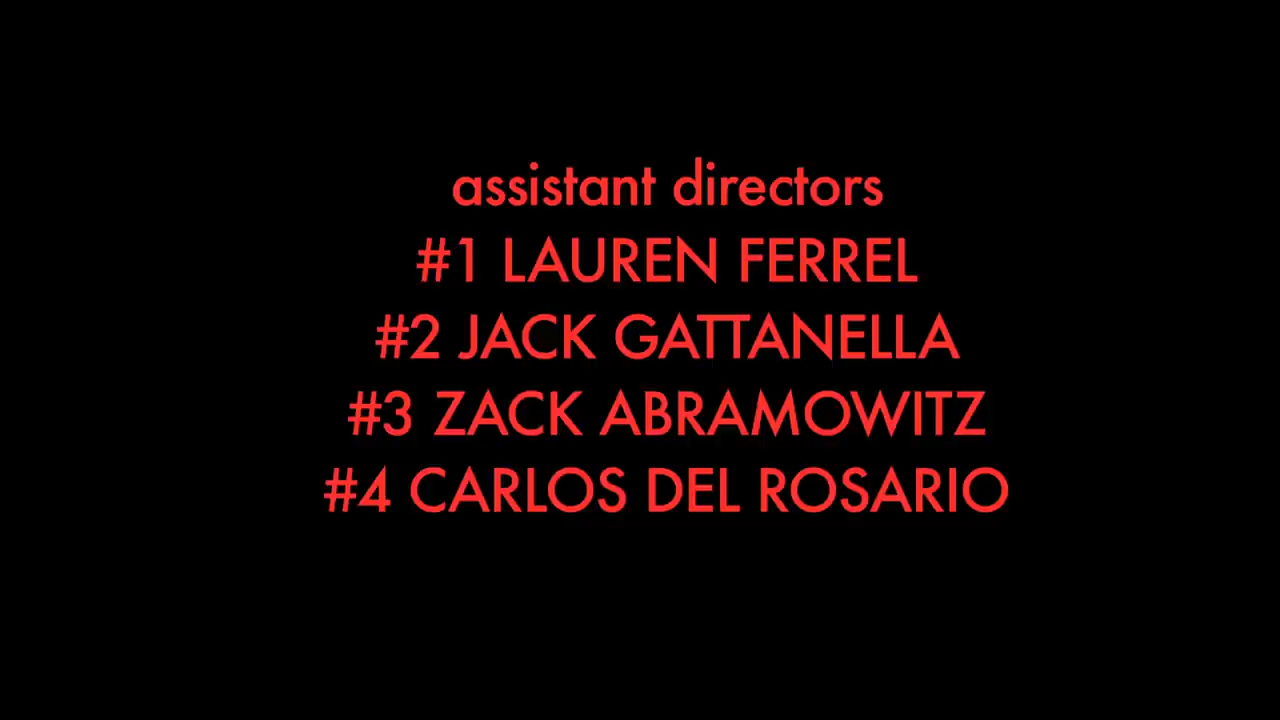 assistant directors
#1 LAUREN FERREL
#2 JACK GATTANELLA
#3 ZACK ABRAMOWITZ
#4 CARLOS DEL ROSARIO